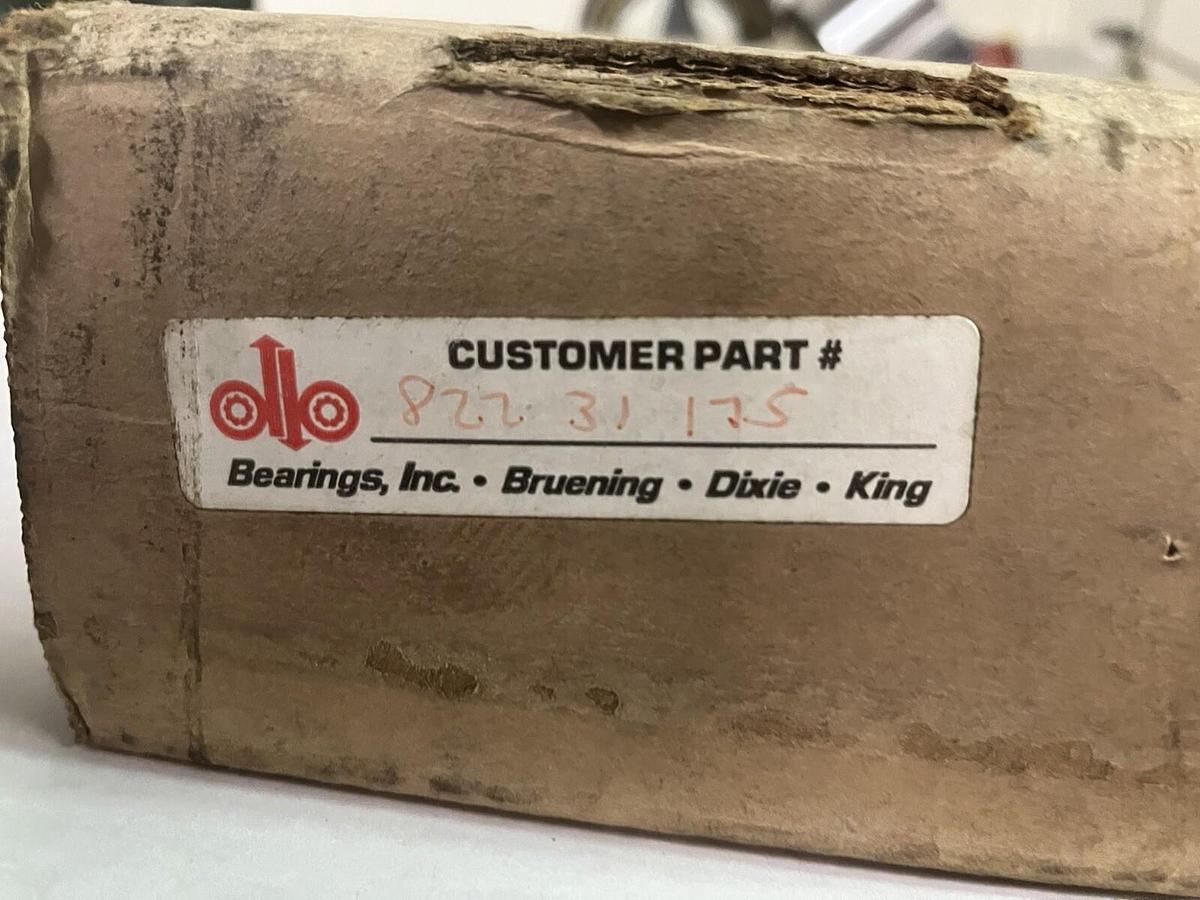 CUSTOMER PART #
822 31 175
Bearings, Inc. • Bruening • Dixie • King